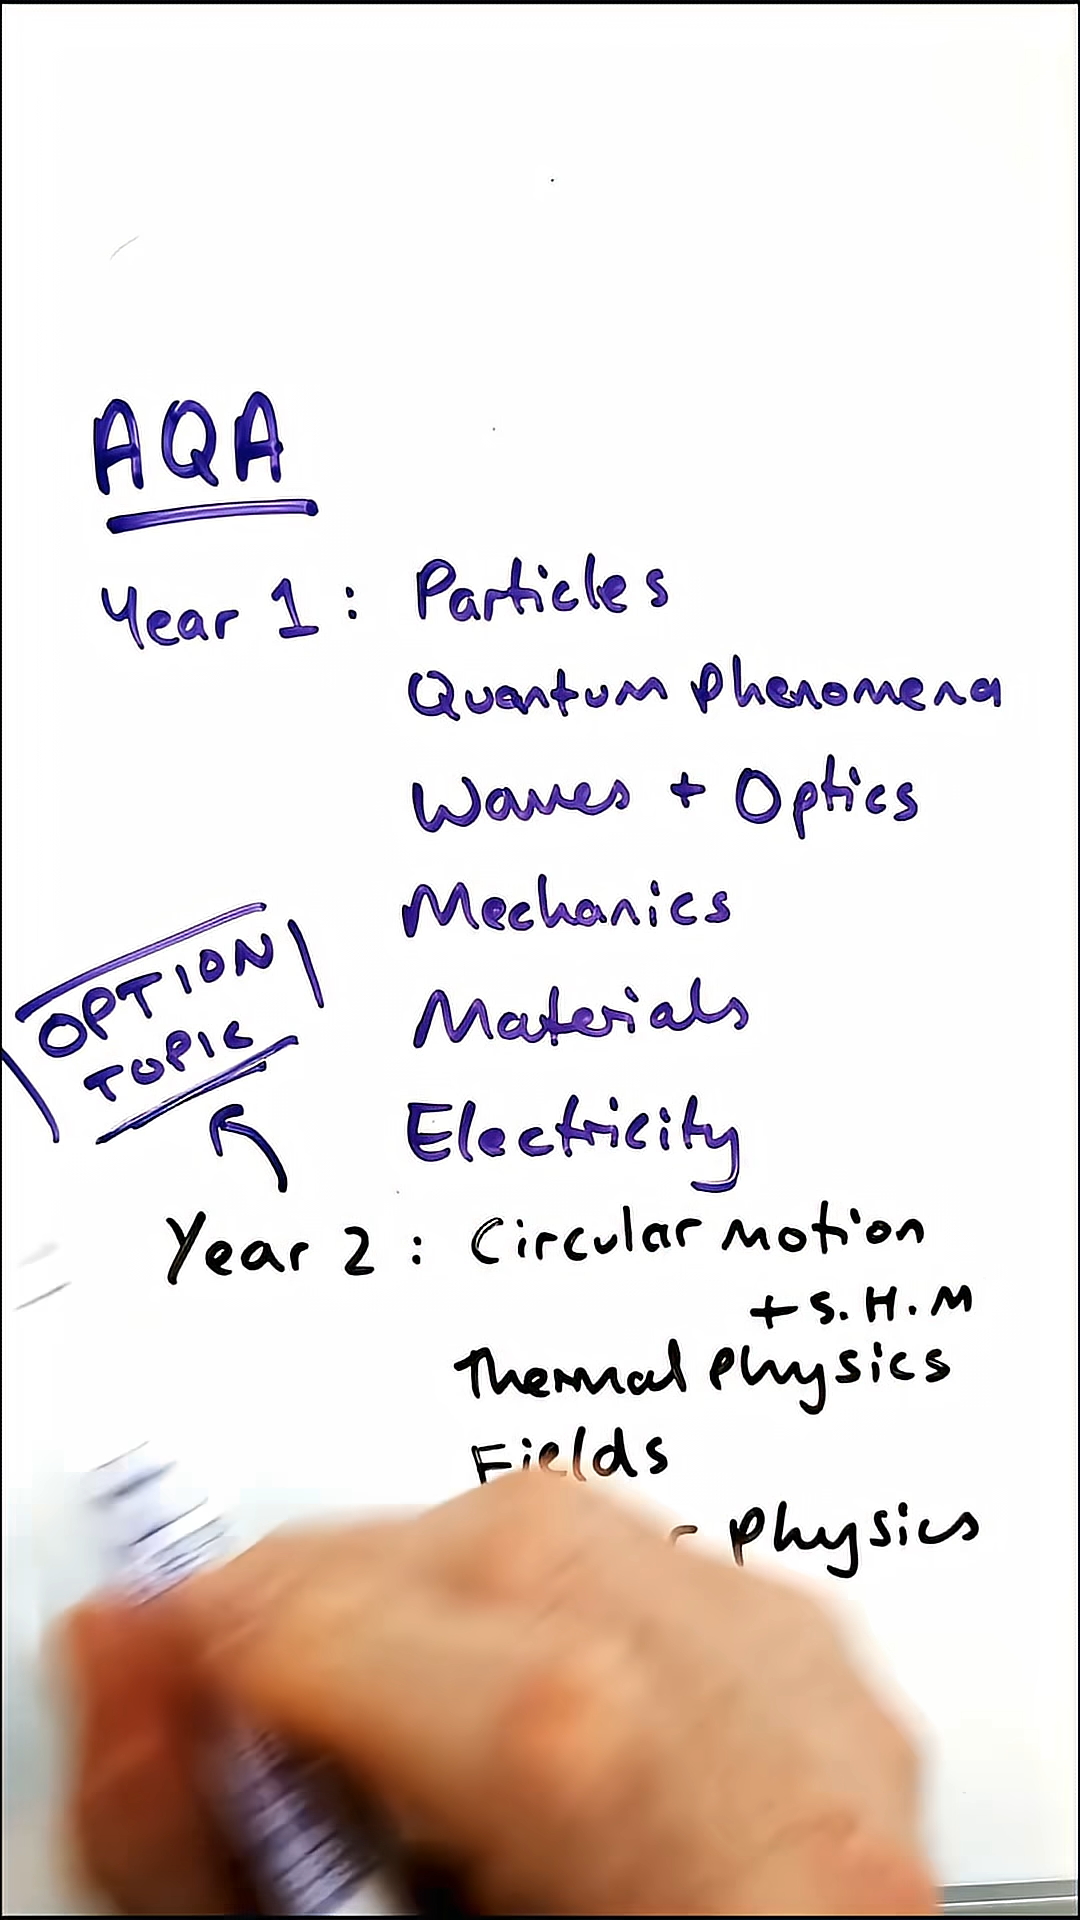 AQA
Year 1 : Particles
Quantum phenomena
Waves + Optics
Mechanics
Materials
Electricity
OPTION
TOPIC
Year 2 : Circular motion
+ S.H.M
Thermal physics
Fields
physics